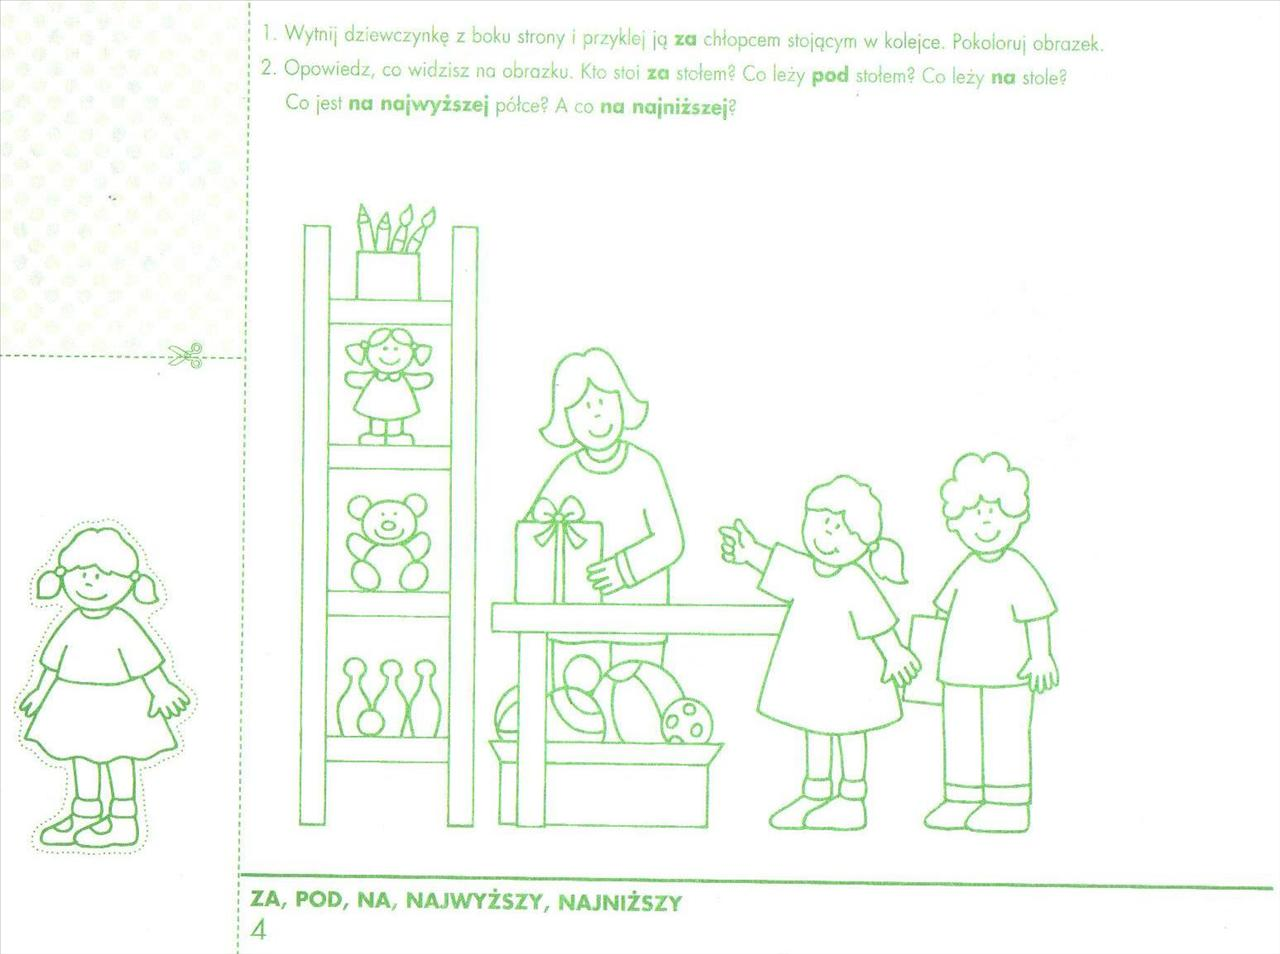 1. Wytnij dziewczynkę z boku strony i przyklej ją za chłopcem stojącym w kolejce. Pokoloruj obrazek.
2. Opowiedz, co widzisz na obrazku. Kto stoi za stołem? Co leży pod stołem? Co leży na stole?
Co jest na najwyższej półce? A co na najniższej?
ZA, POD, NA, NAJWYŻSZY, NAJNIŻSZY
4